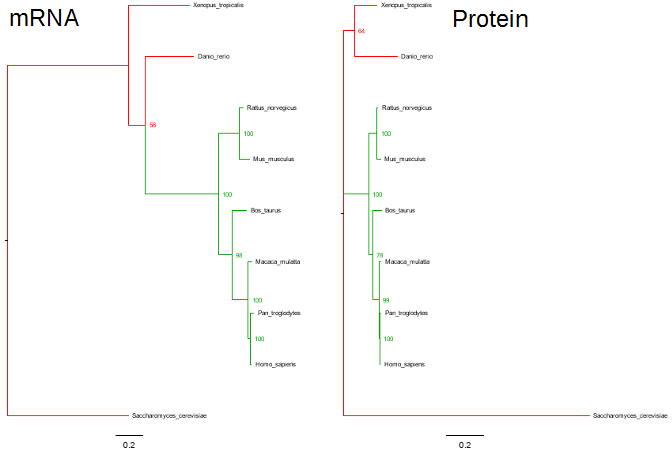 mRNA
Xenopus_tropicalis
Danio_rerio
56
Rattus_norvegicus
100
Mus_musculus
100
Bos_taurus
98
Macaca_mulatta
100
Pan_troglodytes
100
Homo_sapiens
Saccharomyces_cerevisiae
0.2
Protein
Xenopus_tropicalis
64
Danio_rerio
Rattus_norvegicus
100
Mus_musculus
100
Bos_taurus
78
Macaca_mulatta
99
Pan_troglodytes
100
Homo_sapiens
Saccharomyces_cerevisiae
0.2